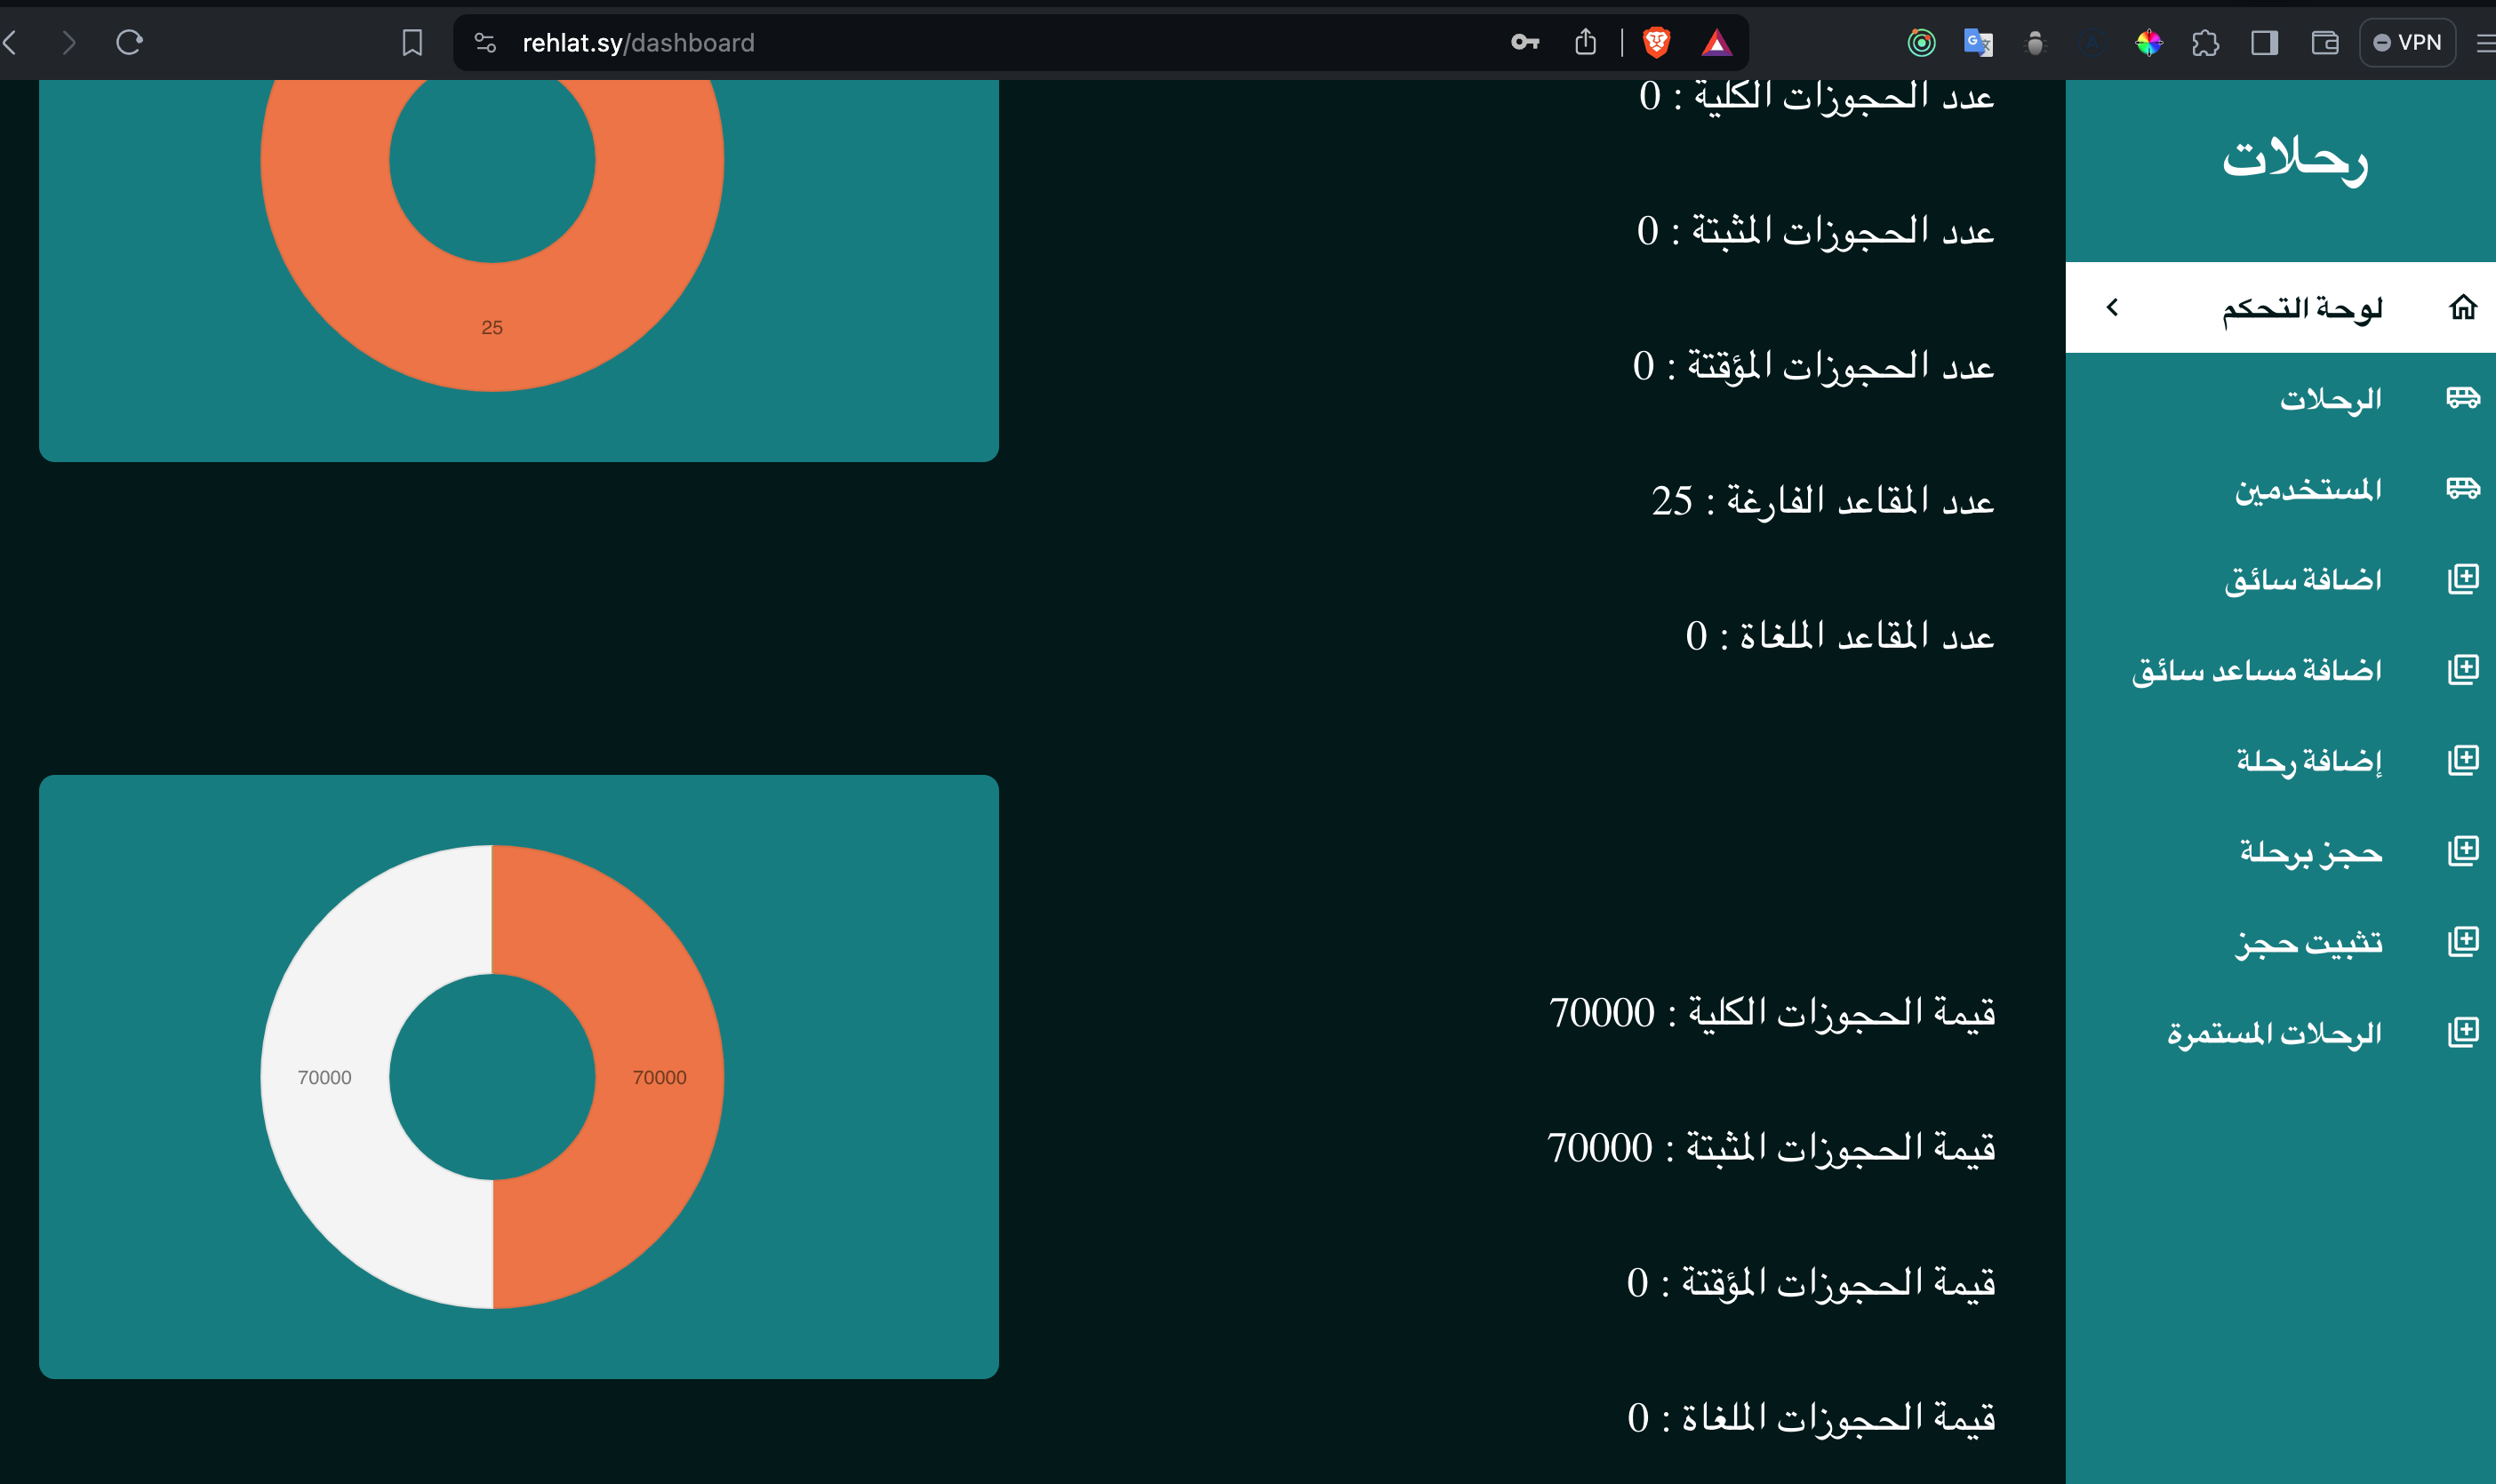 rehlat.sy/dashboard
VPN
رحلات
لوحة التحكم
الرحلات
المستخدمين
اضافة سائق
اضافة مساعد سائق
إضافة رحلة
حجز برحلة
تثبيت حجز
الرحلات المستمرة
عدد الحجوزات الكلية : 0
عدد الحجوزات المثبتة : 0
عدد الحجوزات المؤقتة : 0
عدد المقاعد الفارغة : 25
عدد المقاعد الملغاة : 0
25
قيمة الحجوزات الكلية : 70000
قيمة الحجوزات المثبتة : 70000
قيمة الحجوزات المؤقتة : 0
قيمة الحجوزات الملغاة : 0
70000
70000